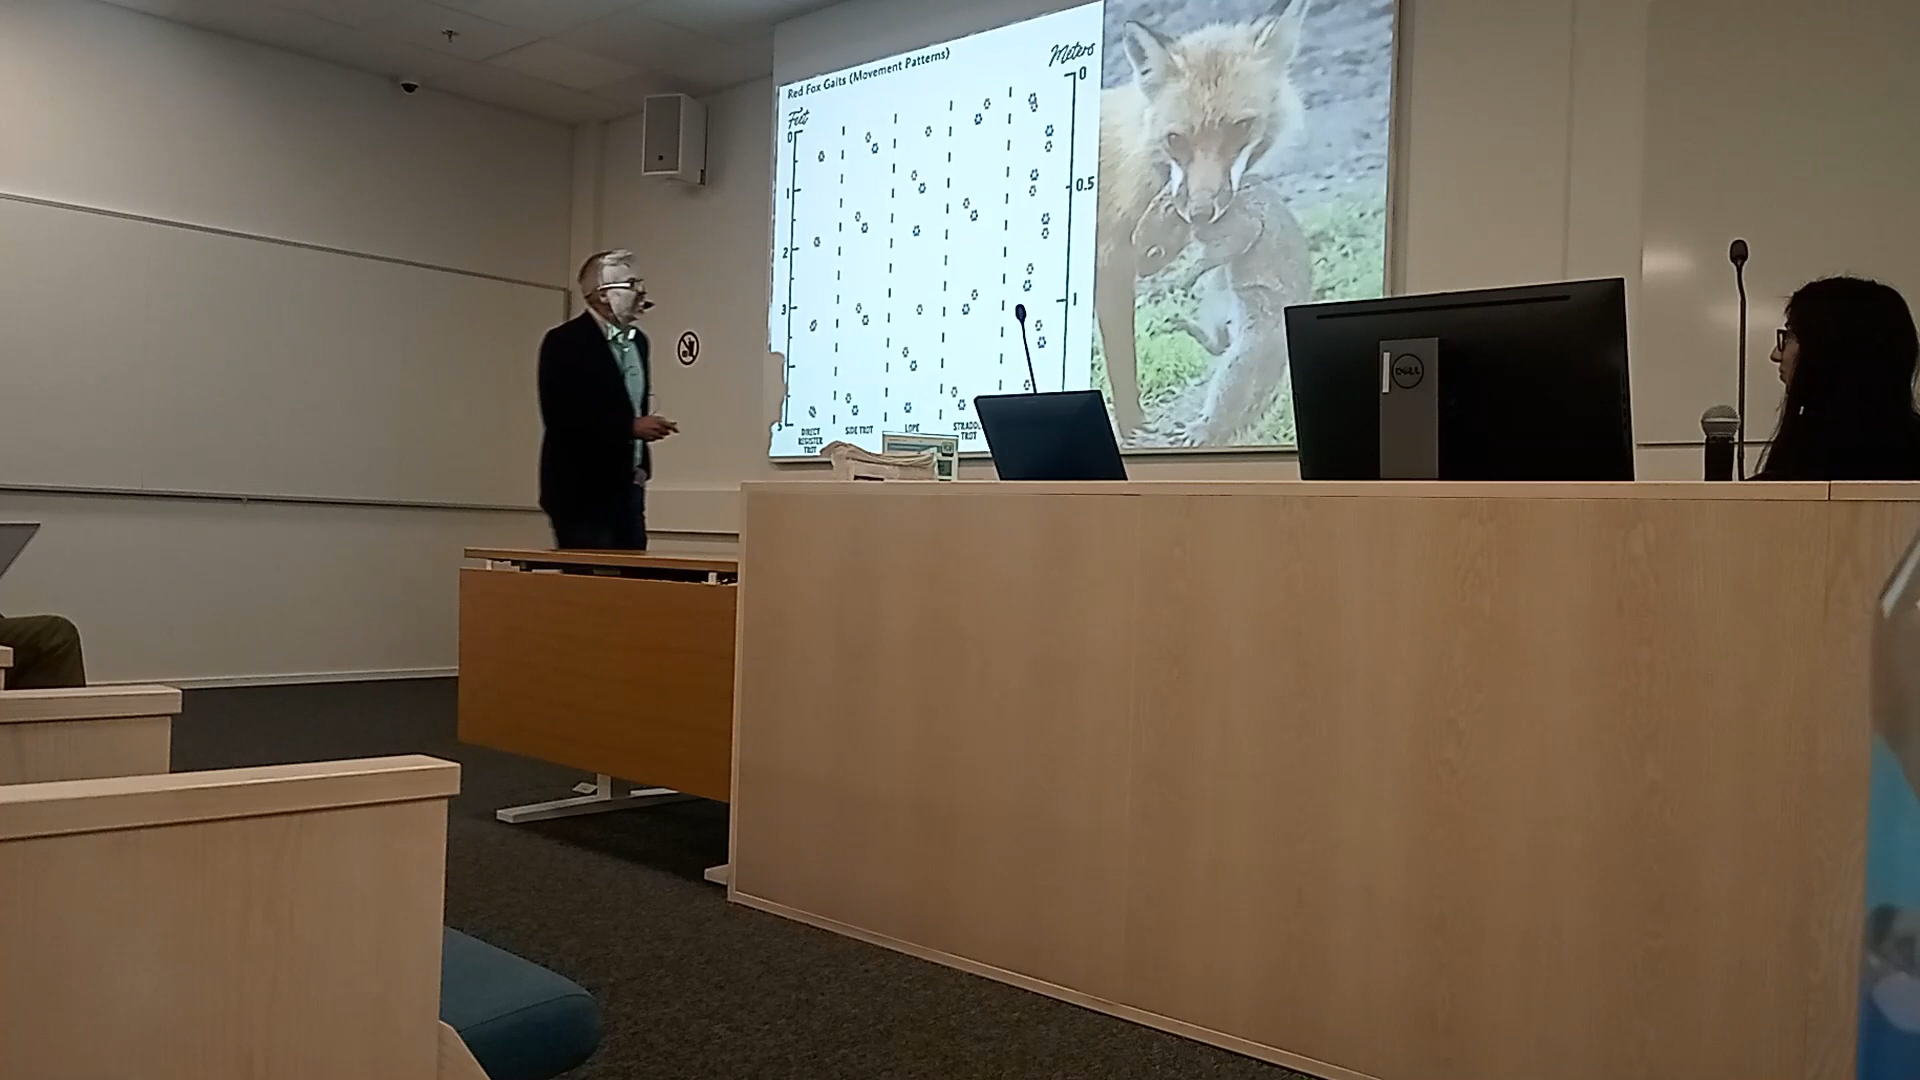 Red Fox Gaits (Movement Patterns)
Meters
Feet
0
0
1
0.5
2
3
1
5
DIRECT
REGISTER
TROT
SIDE TROT
LOPE
TROT
DELL